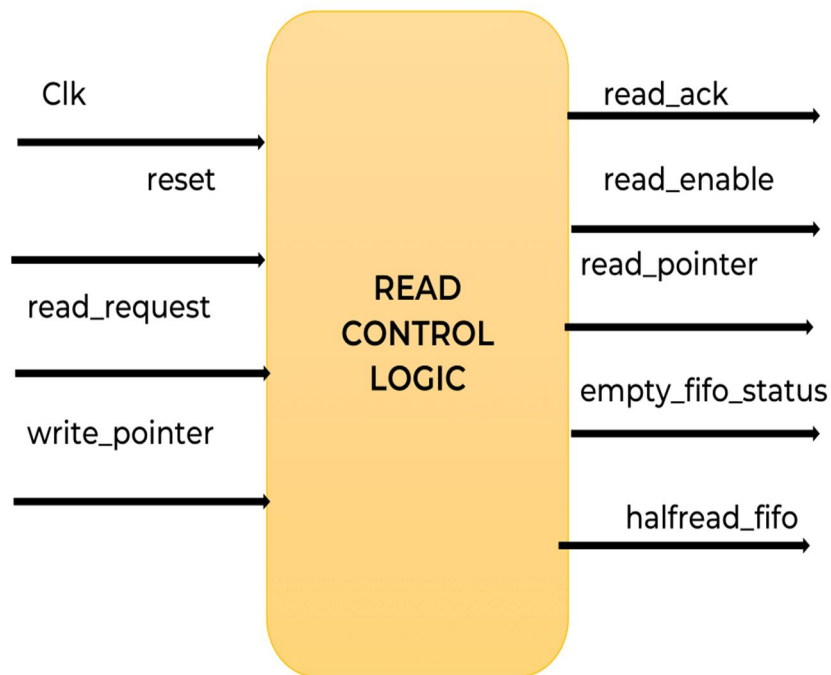 Clk
reset
read_request
write_pointer
READ
CONTROL
LOGIC
read_ack
read_enable
read_pointer
empty_fifo_status
halfread_fifo